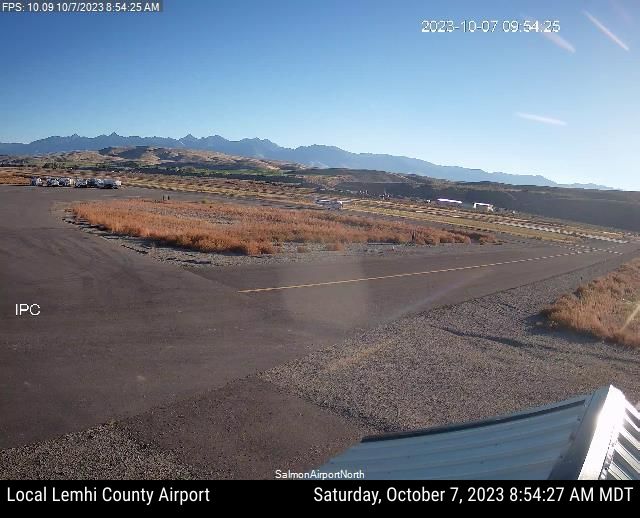 FPS: 10.09 10/7/2023 8:54:25 AM
2023-10-07 09:54:25
IPC
SalmonAirportNorth
Local Lemhi County Airport Saturday, October 7, 2023 8:54:27 AM MDT